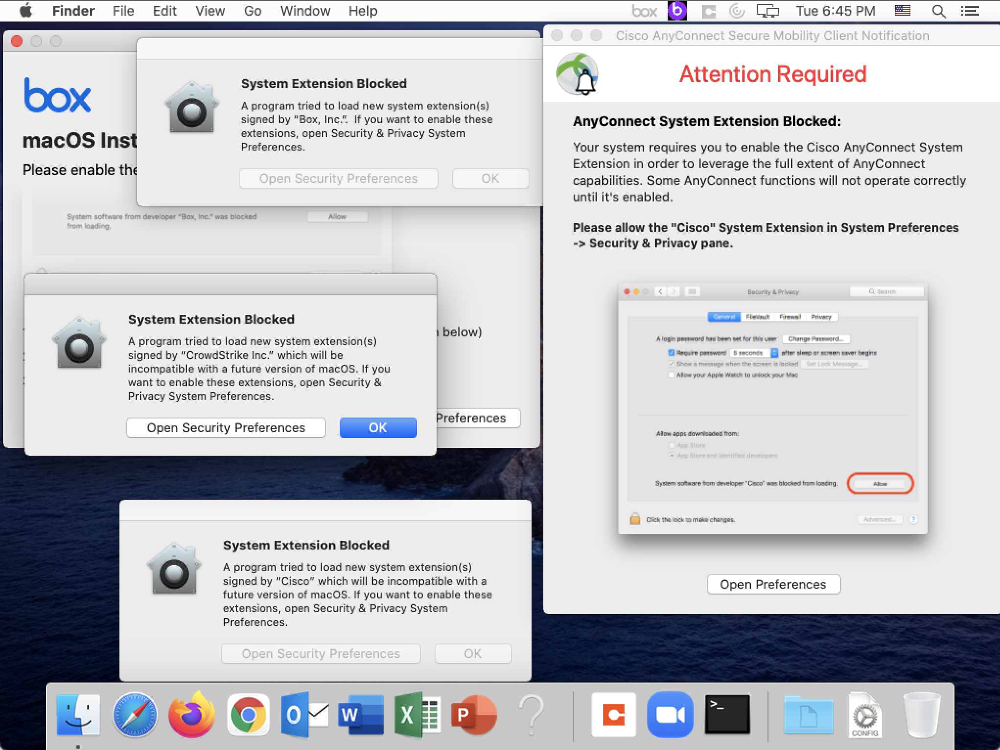 Finder File Edit View Go Window Help
box Tue 6:45 PM
box
macOS Inst
Please enable the
System software from developer “Box, Inc.” was blocked
from loading.
Allow
n below)
Preferences
System Extension Blocked
A program tried to load new system extension(s)
signed by “Box, Inc.”.  If you want to enable these
extensions, open Security & Privacy System
Preferences.
Open Security Preferences OK
System Extension Blocked
A program tried to load new system extension(s)
signed by “CrowdStrike Inc.” which will be
incompatible with a future version of macOS. If you
want to enable these extensions, open Security &
Privacy System Preferences.
Open Security Preferences OK
System Extension Blocked
A program tried to load new system extension(s)
signed by “Cisco” which will be incompatible with a
future version of macOS. If you want to enable these
extensions, open Security & Privacy System
Preferences.
Open Security Preferences OK
Cisco AnyConnect Secure Mobility Client Notification
Attention Required
AnyConnect System Extension Blocked:
Your system requires you to enable the Cisco AnyConnect System
Extension in order to leverage the full extent of AnyConnect
capabilities. Some AnyConnect functions will not operate correctly
until it's enabled.
Please allow the "Cisco" System Extension in System Preferences
-> Security & Privacy pane.
Security & Privacy Search
General FileVault Firewall Privacy
A login password has been set for this user Change Password...
Require password 5 seconds after sleep or screen saver begins
Show a message when the screen is locked Set Lock Message...
Allow your Apple Watch to unlock your Mac
Allow apps downloaded from:
App Store
App Store and identified developers
System software from developer "Cisco" was blocked from loading. Allow
Click the lock to make changes. Advanced... ?
Open Preferences
O W X P ? >_ CONFIG